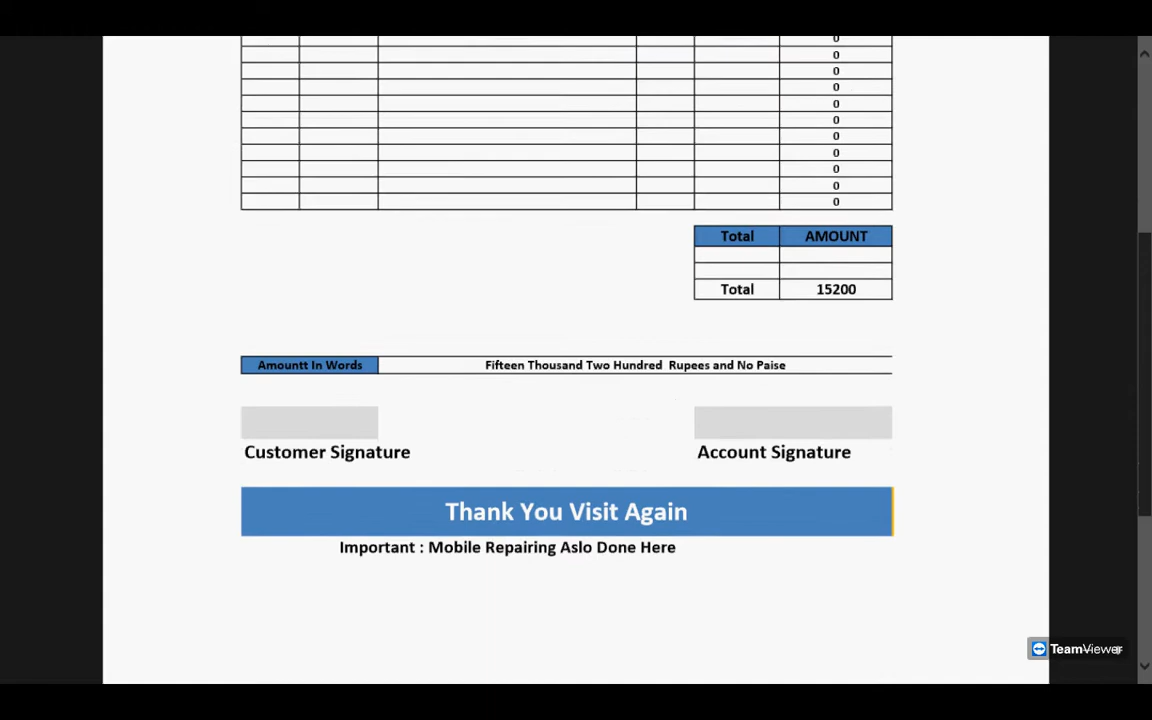 0
0
0
0
0
0
0
0
0
0
0
Total AMOUNT
Total 15200
Amountt In Words Fifteen Thousand Two Hundred Rupees and No Paise
Customer Signature Account Signature
Thank You Visit Again
Important : Mobile Repairing Aslo Done Here
TeamViewer